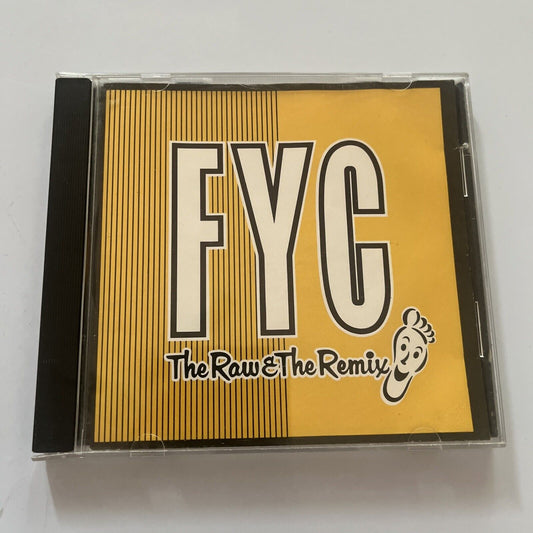 FYC
The Raw & The Remix